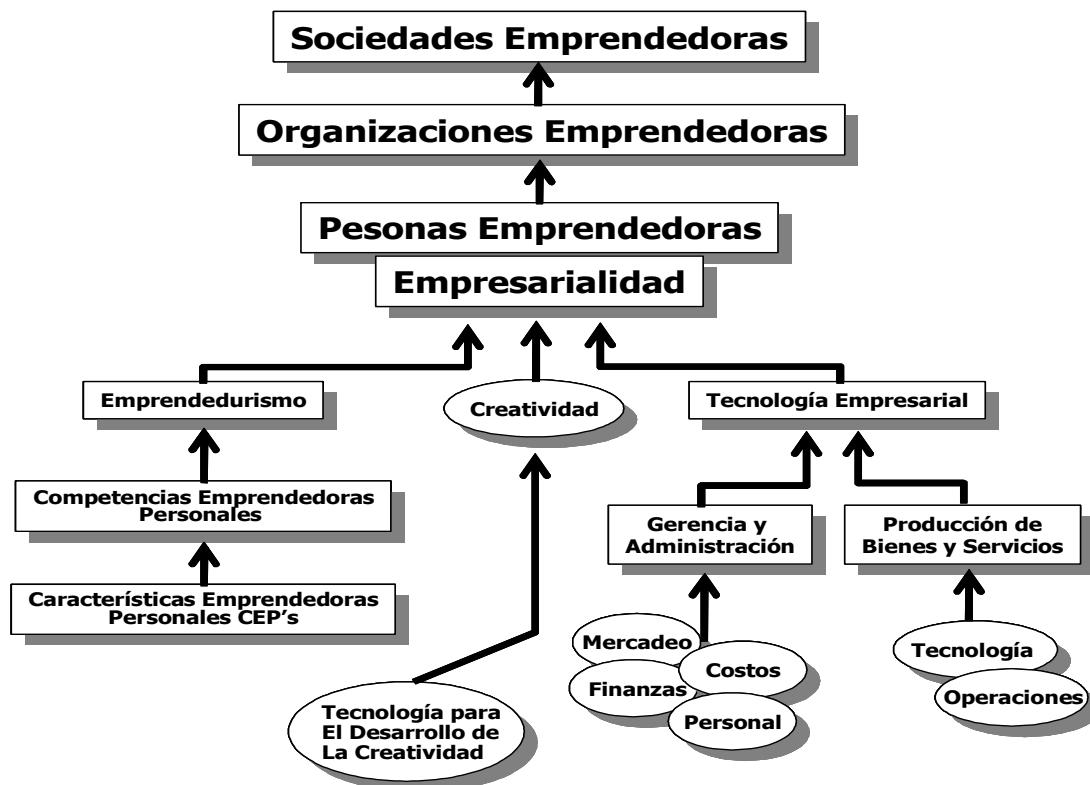 Sociedades Emprendedoras
Organizaciones Emprendedoras
Pesonas Emprendedoras
Empresarialidad
Emprendedurismo
Creatividad
Tecnología Empresarial
Competencias Emprendedoras
Personales
Gerencia y
Administración
Producción de
Bienes y Servicios
Característícas Emprendedoras
Personales CEP's
Mercadeo
Costos
Finanzas
Personal
Tecnología
Operaciones
Tecnología para
El Desarrollo de
La Creatividad